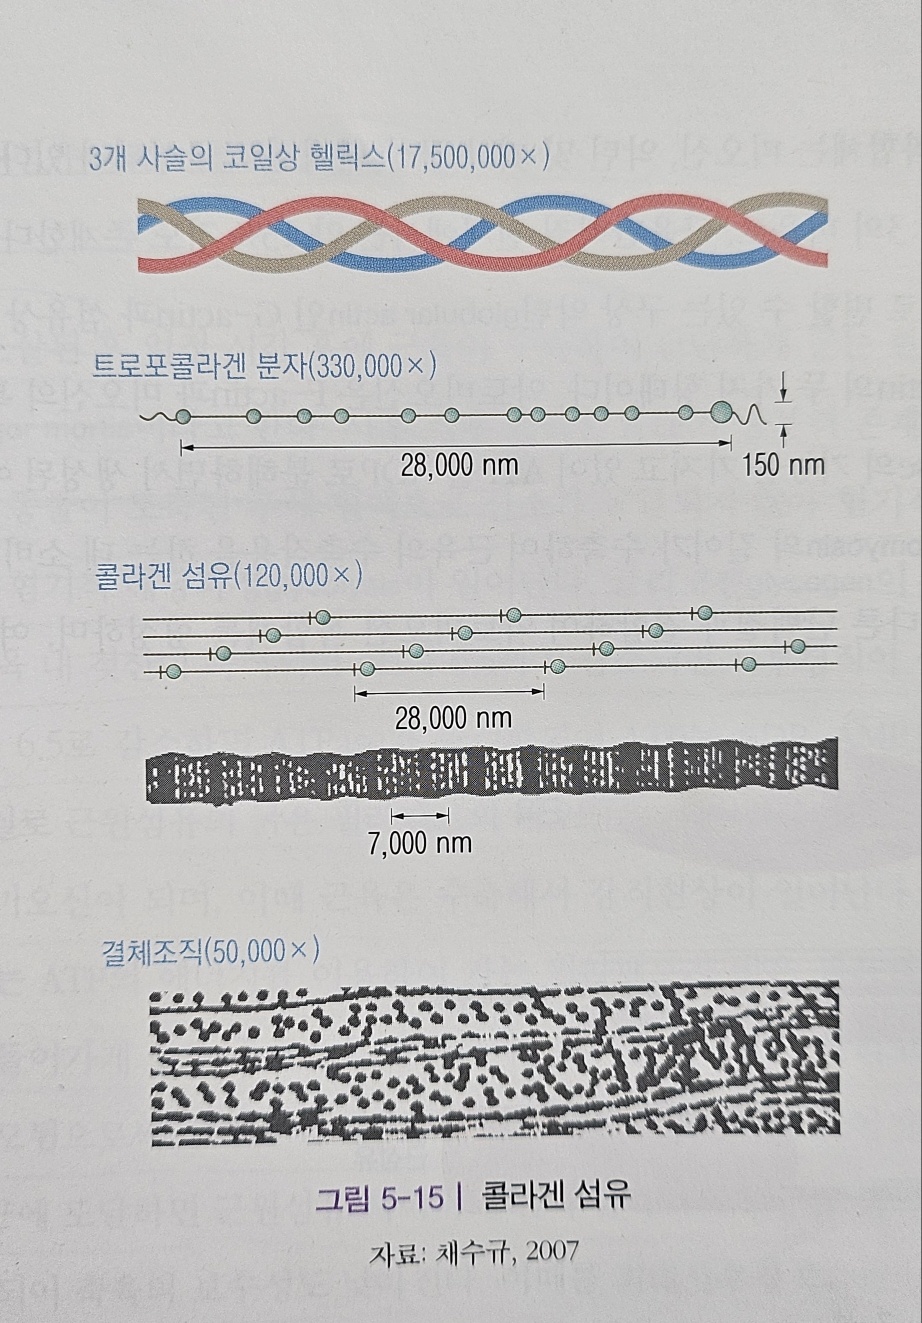 3개 사슬의 코일상 헬릭스(17,500,000×)
트로포콜라겐 분자(330,000×)
28,000 nm
150 nm
콜라겐 섬유(120,000×)
28,000 nm
7,000 nm
결체조직(50,000×)
그림 5-15 | 콜라겐 섬유
자료: 채수규, 2007